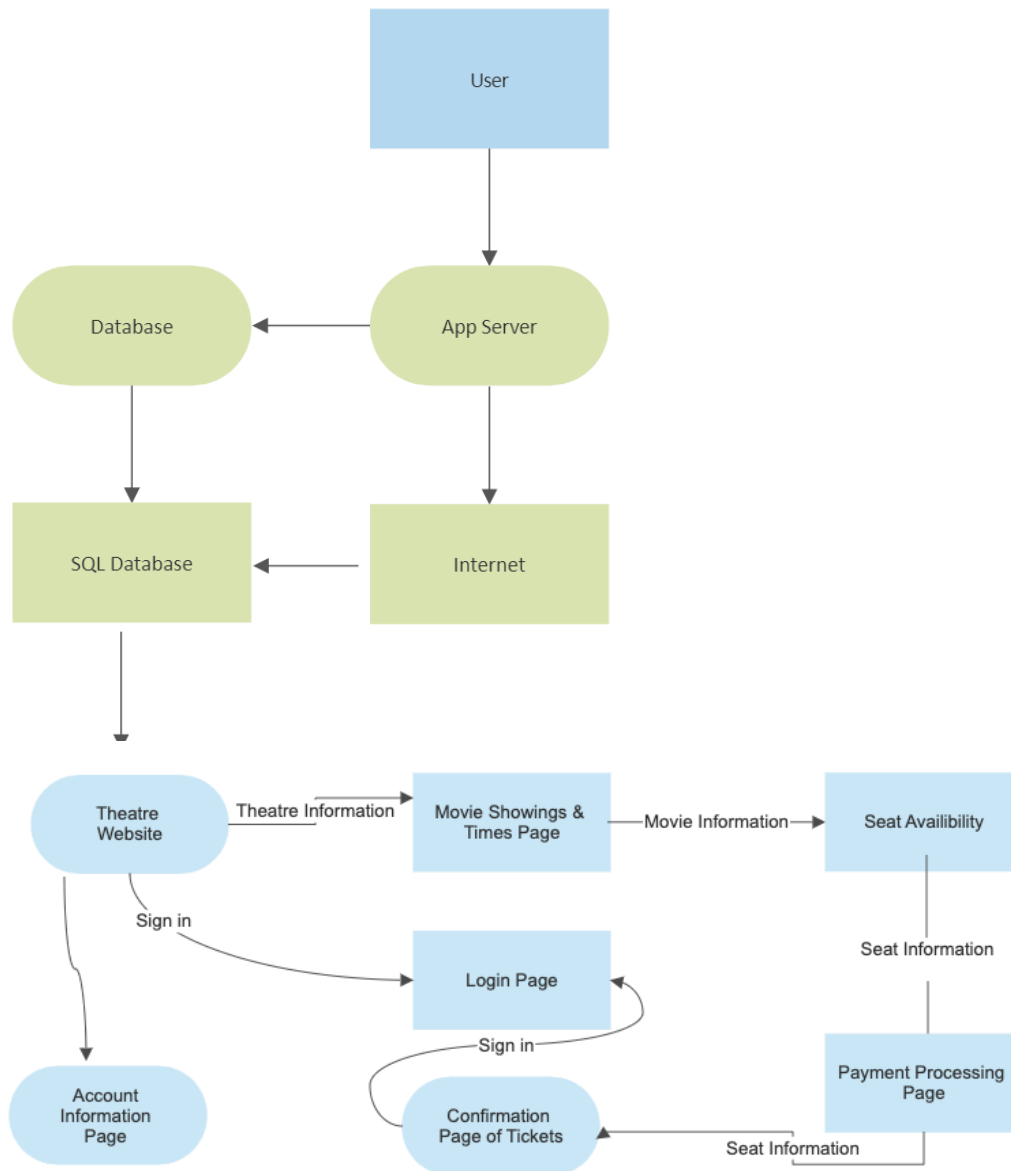 User
Database
App Server
SQL Database
Internet
Theatre
Website
Theatre Information
Movie Showings &
Times Page
Movie Information
Seat Availibility
Sign in
Seat Information
Login Page
Sign in
Payment Processing
Page
Account
Information
Page
Confirmation
Page of Tickets
Seat Information